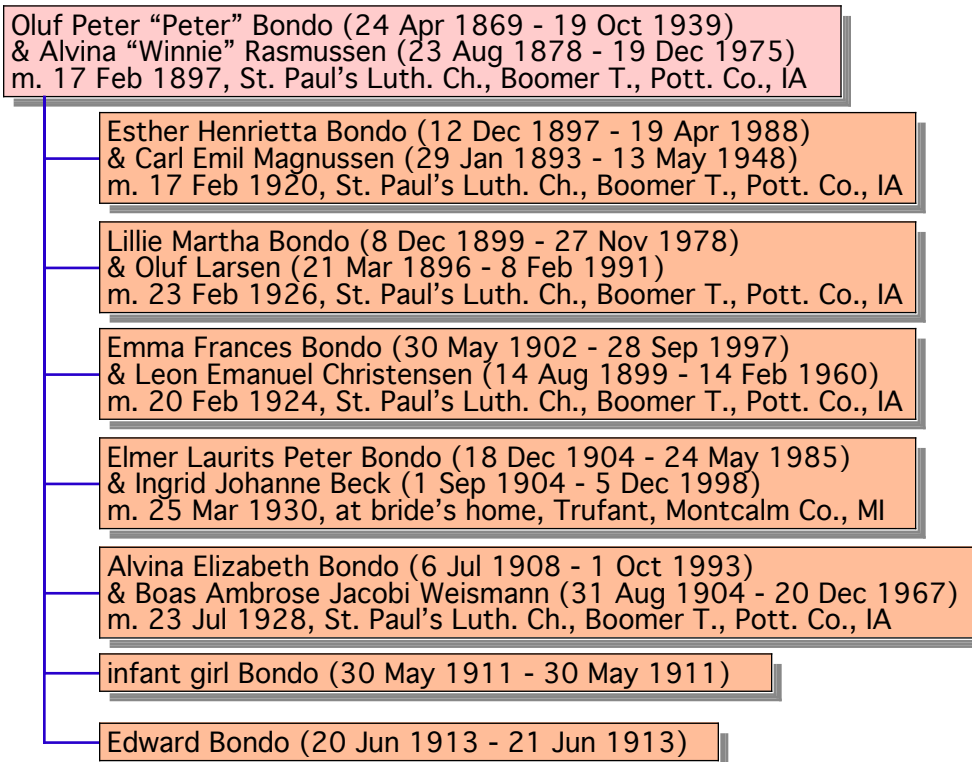 Oluf Peter “Peter” Bondo (24 Apr 1869 - 19 Oct 1939)
& Alvina “Winnie” Rasmussen (23 Aug 1878 - 19 Dec 1975)
m. 17 Feb 1897, St. Paul’s Luth. Ch., Boomer T., Pott. Co., IA
Esther Henrietta Bondo (12 Dec 1897 - 19 Apr 1988)
& Carl Emil Magnussen (29 Jan 1893 - 13 May 1948)
m. 17 Feb 1920, St. Paul’s Luth. Ch., Boomer T., Pott. Co., IA
Lillie Martha Bondo (8 Dec 1899 - 27 Nov 1978)
& Oluf Larsen (21 Mar 1896 - 8 Feb 1991)
m. 23 Feb 1926, St. Paul’s Luth. Ch., Boomer T., Pott. Co., IA
Emma Frances Bondo (30 May 1902 - 28 Sep 1997)
& Leon Emanuel Christensen (14 Aug 1899 - 14 Feb 1960)
m. 20 Feb 1924, St. Paul’s Luth. Ch., Boomer T., Pott. Co., IA
Elmer Laurits Peter Bondo (18 Dec 1904 - 24 May 1985)
& Ingrid Johanne Beck (1 Sep 1904 - 5 Dec 1998)
m. 25 Mar 1930, at bride’s home, Trufant, Montcalm Co., MI
Alvina Elizabeth Bondo (6 Jul 1908 - 1 Oct 1993)
& Boas Ambrose Jacobi Weismann (31 Aug 1904 - 20 Dec 1967)
m. 23 Jul 1928, St. Paul’s Luth. Ch., Boomer T., Pott. Co., IA
infant girl Bondo (30 May 1911 - 30 May 1911)
Edward Bondo (20 Jun 1913 - 21 Jun 1913)